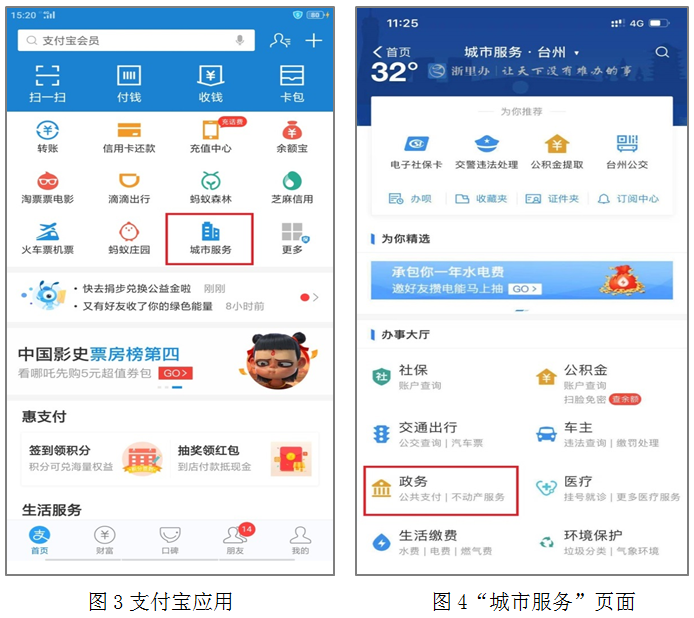 15:20
80
支付宝会员
扫一扫 付钱 收钱 卡包
充话费
转账 信用卡还款 充值中心 余额宝
淘票票电影 滴滴出行 蚂蚁森林 芝麻信用
火车票机票 蚂蚁庄园 城市服务 更多
• 快去捐步兑换公益金啦 刚刚
• 又有好友收了你的绿色能量 8小时前
中国影史票房榜第四
看哪吒先购5元超值券包 GO>
惠支付
签到领积分 抽奖领红包
积分可兑海量权益 到店付款抵现金
生活服务
14
首页 财富 口碑 朋友 我的
图3支付宝应用
11:25
4G
首页 城市服务 · 台州
32° 浙里办 | 让天下没有难办的事
为你推荐
电子社保卡 交警违法处理 公积金提取 台州公交
办呗 收藏夹 证件夹 订阅中心
为你精选
承包你一年水电费
邀好友攒电能马上抽 GO>
办事大厅
社保 公积金
账户查询 账户查询
扫脸免密 查余额
交通出行 车主
公交查询 | 汽车票 违法查询 | 缴罚处理
政务 医疗
公共支付 | 不动产服务 挂号就诊 | 更多医疗服务
生活缴费 环境保护
水费 | 电费 | 燃气费 垃圾分类 | 气象环境
图4“城市服务”页面